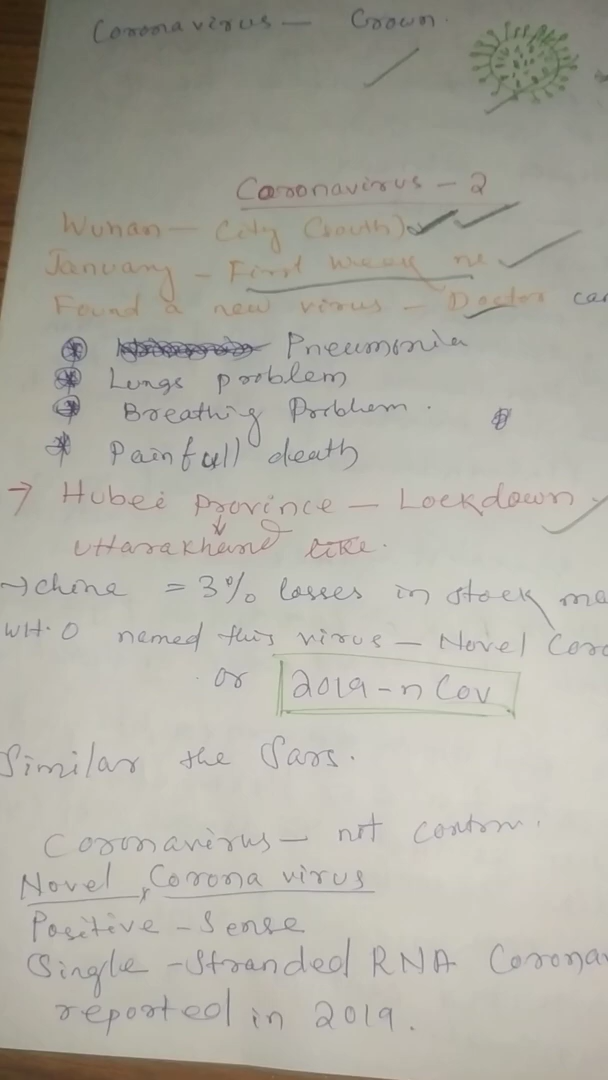 Coronavirus — Crown.
Coronavirus - 2
Wuhan — City (South)
January - First week
Found a new virus - Doctor
Pneumonia
Lungs problem
Breathing Problem.
Painfull death
→ Hubei province — Lockdown
Uttarakhand like.
→ China = 3% losses in stock
W.H.O named this virus — Novel
or 2019-n Cov
Similar the Sars.
Coronavirus — not
Novel Corona virus
Positive - Sense
Single - Stranded RNA
reported in 2019.